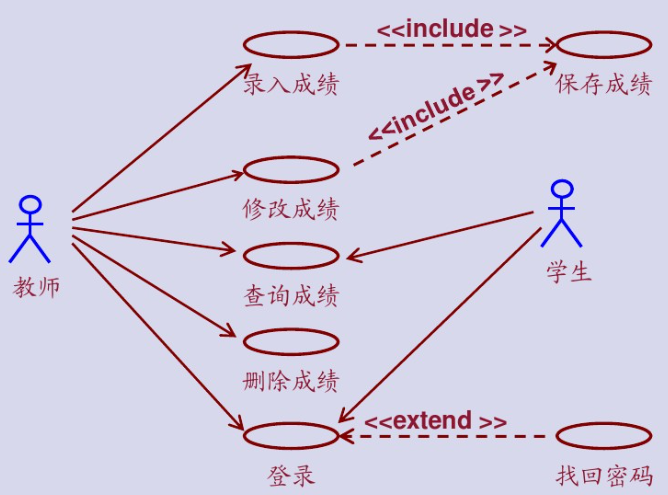 <<include >>
录入成绩
保存成绩
<<include >>
修改成绩
教师
学生
查询成绩
删除成绩
<<extend >>
登录
找回密码